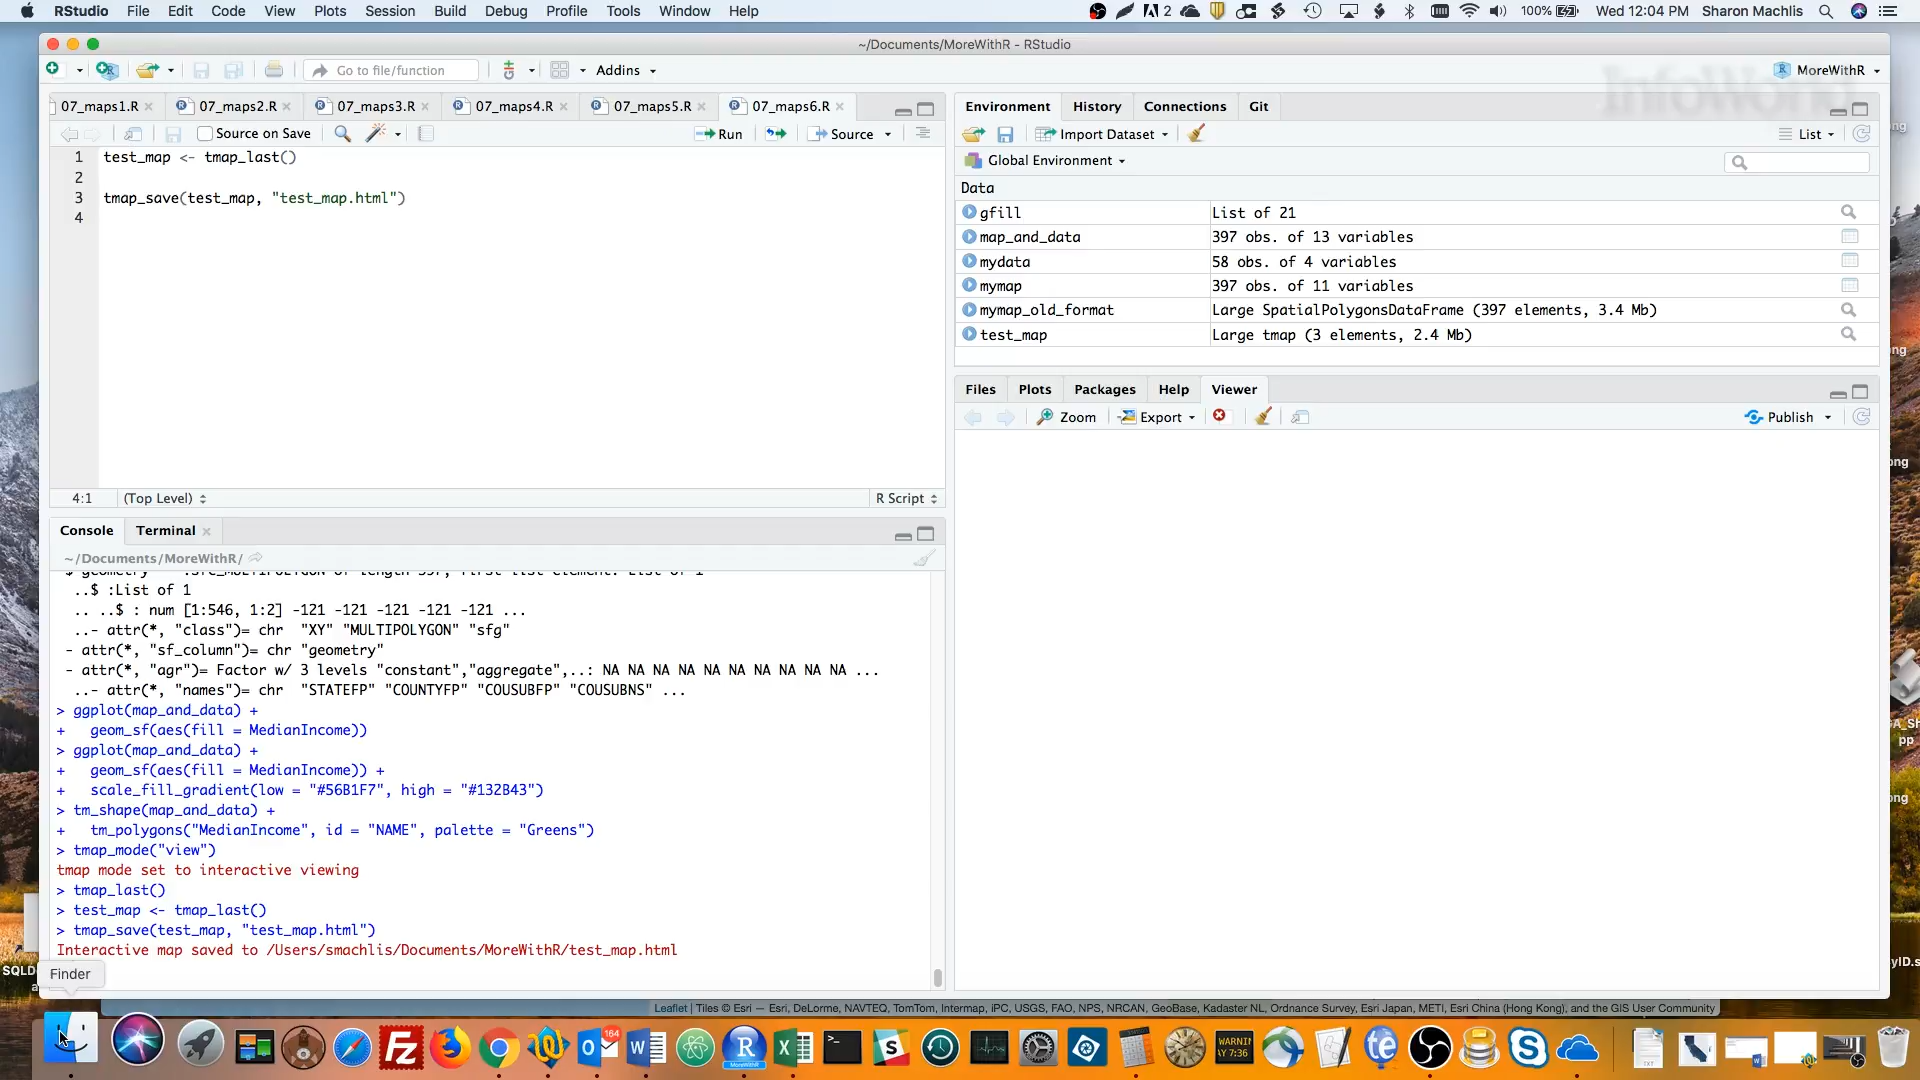 RStudio File Edit Code View Plots Session Build Debug Profile Tools Window Help
2 100% Wed 12:04 PM Sharon Machlis
~/Documents/MoreWithR - RStudio
Go to file/function Addins MoreWithR
InfoWorld
07_maps1.R 07_maps2.R 07_maps3.R 07_maps4.R 07_maps5.R 07_maps6.R
Source on Save Run Source
1 test_map <- tmap_last()
2
3 tmap_save(test_map, "test_map.html")
4
4:1 (Top Level) R Script
Console Terminal
~/Documents/MoreWithR/
..$ :List of 1
.. ..$ : num [1:546, 1:2] -121 -121 -121 -121 -121 ...
..- attr(*, "class")= chr "XY" "MULTIPOLYGON" "sfg"
- attr(*, "sf_column")= chr "geometry"
- attr(*, "agr")= Factor w/ 3 levels "constant","aggregate",..: NA NA NA NA NA NA NA NA NA NA ...
..- attr(*, "names")= chr "STATEFP" "COUNTYFP" "COUSUBFP" "COUSUBNS" ...
> ggplot(map_and_data) +
+ geom_sf(aes(fill = MedianIncome))
> ggplot(map_and_data) +
+ geom_sf(aes(fill = MedianIncome)) +
+ scale_fill_gradient(low = "#56B1F7", high = "#132B43")
> tm_shape(map_and_data) +
+ tm_polygons("MedianIncome", id = "NAME", palette = "Greens")
> tmap_mode("view")
tmap mode set to interactive viewing
> tmap_last()
> test_map <- tmap_last()
> tmap_save(test_map, "test_map.html")
Interactive map saved to /Users/smachlis/Documents/MoreWithR/test_map.html
Environment History Connections Git
Import Dataset List
Global Environment
Data
gfill List of 21
map_and_data 397 obs. of 13 variables
mydata 58 obs. of 4 variables
mymap 397 obs. of 11 variables
mymap_old_format Large SpatialPolygonsDataFrame (397 elements, 3.4 Mb)
test_map Large tmap (3 elements, 2.4 Mb)
Files Plots Packages Help Viewer
Zoom Export Publish
Finder
Leaflet | Tiles © Esri — Esri, DeLorme, NAVTEQ, TomTom, Intermap, iPC, USGS, FAO, NPS, NRCAN, GeoBase, Kadaster NL, Ordnance Survey, Esri Japan, METI, Esri China (Hong Kong), and the GIS User Community
164